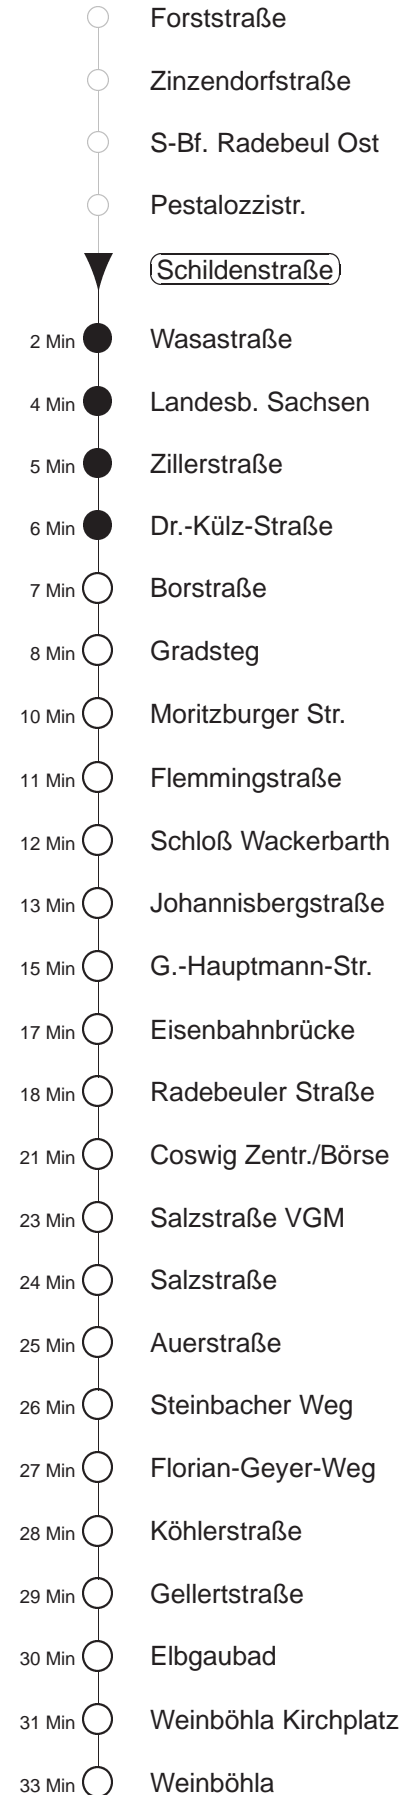 Forststraße
Zinzendorfstraße
S-Bf. Radebeul Ost
Pestalozzistr.
Schildenstraße
2 Min Wasastraße
4 Min Landesb. Sachsen
5 Min Zillerstraße
6 Min Dr.-Külz-Straße
7 Min Borstraße
8 Min Gradsteg
10 Min Moritzburger Str.
11 Min Flemmingstraße
12 Min Schloß Wackerbarth
13 Min Johannisbergstraße
15 Min G.-Hauptmann-Str.
17 Min Eisenbahnbrücke
18 Min Radebeuler Straße
21 Min Coswig Zentr./Börse
23 Min Salzstraße VGM
24 Min Salzstraße
25 Min Auerstraße
26 Min Steinbacher Weg
27 Min Florian-Geyer-Weg
28 Min Köhlerstraße
29 Min Gellertstraße
30 Min Elbgaubad
31 Min Weinböhla Kirchplatz
33 Min Weinböhla